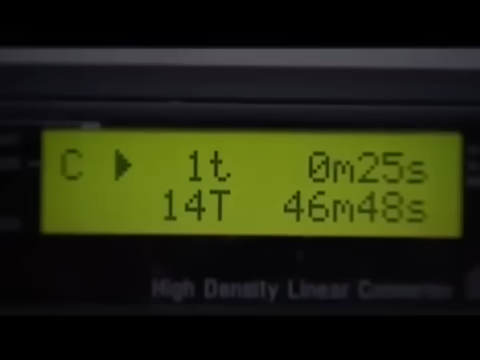 C ▶ 1t 0m25s
14T 46m48s
High Density Linear Converter